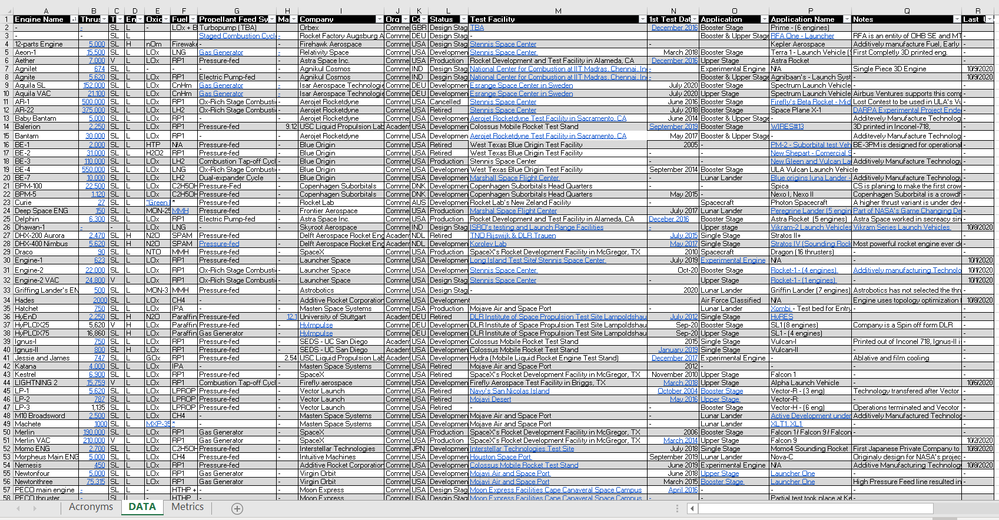 A B C D E F G H I J K L M N O P Q R
1 Engine Name Thrus T En Oxid Fuel Propellant Feed Sy Ma Company Org Co Status Test Facility 1st Test Dat Application Application Name Notes Last
2 - - SL L - LOx + B Turbopump (TBA) Orbex Comme GBR Design Stag TBA December 2016 Booster Stage Prime - (6 engines) -
3 - - SL L Staged Combustion Cycl - Rocket Factory Augsburg A Comme DEU Design Stag - Booster & Upper Stage RFA One - Launcher RFA is an entity of OHB SE and MT -
4 12-parts Engine 5,000 SL H nOm Firewake - Firehawk Aerospace Comme USA Design Stag Stennis Space Center - Kepler Aerospace Additively manufacture Fuel, Early -
5 Aeon-1 15,500 SL L LOx LNG Gas Generator - Relativity Space Comme USA Developmen Stennis Space Center March 2018 Booster Stage Terra 1 - Launch Vehicle (9 First Completly 3D printed eng. -
6 Aether 7,000 V L LOx RP1 Pressure-fed - Astra Space Inc. Comme USA Production Rocket Development and Test Facility in Alameda, CA December 2016 Upper Stage Astra Rocket -
7 Agnilet 674 SL L - - - - Agnikul Cosmos Comme IND Design Stag National Center for Combustion at IIT Madras, Chennai, In - Experimental Engine N/A Single Piece 3D Engine 10/9/2020
8 Agnite 5,620 SL L LOx RP1 Electric Pump-fed - Agnikul Cosmos Comme IND Desgin Stag National Center for Combustion at IIT Madras, Chennai, In - Booster & Upper Stage Agnibaan's - Launch Syst - 10/9/2020
9 Aquila SL 152,000 SL L LOx CnHm Gas Generator - Isar Aerospace Technologie Comme DEU Developmen Esrange Space Center in Sweden July 2020 Booster Stage Spectrum Launch Vehicle - -
10 Aquila VAC 21,100 SL L LOx CnHm Gas Generator - Isar Aerospace Technologie Comme DEU Developmen Esrange Space Center in Sweden July 2020 Upper Stage Spectrum Launch Vehicle Airbus Ventures supports this com -
11 AR-1 500,000 SL L LOx RP1 Ox-Rich Stage Combusti - Aerojet Rocketdyne Comme USA Cancelled Stennis Space Center June 2016 Booster Stage Firefly's Beta Rocket - Mid Lost Contest to be used in ULA's Vu -
12 AR-22 375,000 SL L LOx LH2 Ox-Rich Stage Combusti - Aerojet Rocketdyne Comme USA Retired Stennis Space Center July 2018 Booster Stage Space Plane X-1 DARPA Experimental Project Ende -
13 Baby Bantam 5,000 SL L LOx RP1 - - Aerojet Rocketdyne Comme USA Developmen Aerojet Rocketdyne Test Facility in Sacramento, CA June 2014 Booster & Upper Stage - Additevly Manufacture Technolog -
14 Balerion 2,250 SL L LOx RP1 Pressure-fed 9.12 USC Liquid Propulsion Lab Academ USA Developmen Colossus Mobile Rocket Test Stand September 2019 Booster Stage WIRES#13 3D printed in Inconel-718, -
15 Bantam 30,000 SL L LOx RP1 - - Aerojet Rocketdyne Comme USA Developmen Aerojet Rocketdyne Test Facility in Sacramento, CA May 2017 Booster & Upper Stage - Additevly Manufacture Technolog -
16 BE-1 2,000 SL L HTP N/A Pressure-fed - Blue Origin Comme USA Retired West Texas Blue Origin Test Facility 2005 - PM-2 - Suborbital test Veh BE-3PM is designed for operational -
17 BE-2 31,000 SL L H2O2 RP1 Pressure-fed - Blue Origin Comme USA Retired West Texas Blue Origin Test Facility - - New Shepart - Comercial S - -
18 BE-3 110,000 SL L LOx LH2 Combustion Tap-off Cycl - Blue Origin Comme USA Production Stennis Space Center - - New Gleen and Vulcan La Additively Manufacture Technology -
19 BE-4 550,000 SL L LOx LNG Ox-Rich Stage Combusti - Blue Origin Comme USA Developmen West Texas Blue Origin Test Facility September 2014 Booster Stage ULA Vulcan Launch Vehicle -
20 BE-7 10,000 SL L LOx LH2 Dual-expander Cycle - Blue Origin Comme USA Developmen Marshall Space Flight Center - Lunar Lander Blue origins luna Lander - Additively Manufacture Technology -
21 BPM-100 22,500 SL L LOx C2H5OH Pressure-Fed - Copenhagen Suborbitals Comme DNK Developmen Copenhagen Suborbitals Head Quarters - - Spica CS is planing to make the first crow -
22 BPM-5 1,120 SL L LOx C2H5OH Pressure-fed - Copenhagen Suborbitals Comme DNK Developmen Copenhagen Suborbitals Head Quarters May 2015 - Nexo I, Nexo II Copenhagen Suborbital is a crowdf -
23 Curie 27 SL L "Green * Pressure-fed - Rocket Lab Comme AUS Developmen Rocket Lab's New Zeland Facility - Spacecraft Photon Spacecraft A higher thrust variant is under dev -
24 Deep Space ENG 150 SL L MON-25 MMH Pressure-fed - Frontier Aerospace Comme USA Production Marshal Space Flight Center July 2017 Lunar Lander Peregrine Lander (5 engin Part of NASA's Game Changing De -
25 Delphin 6,300 SL L LOx RP1 Electric Pump-fed - Astra Space Inc. Comme USA Production Rocket Development and Test Facility in Alameda, CA Deceber 2016 Booster Stage Astra Rocket (5 engines) Astra Space worked in secreacy sin -
26 Dhawan-1 - - L LOx LNG - - Skyroot Aerospace Comme IND Design Stag ISRO's testing and Launch Range Facilities - Upper stage Vikram-2 Launch Vehicles Vikram Series Launch Vehicles 10/8/2020
27 DHX-200 Aurora 2,470 SL H N2O SPAM Pressure-fed - Delft Aerospace Rocket Eng Academ NDL Retired TNO Rijswijk & DLR Trauen July 2015 Single Stage Stratos II+ - -
28 DHX-400 Nimbus 5,620 SL H N2O SPAM Pressure-fed - Delft Aerospace Rocket Eng Academ NDL Retired Korolev Lab May 2017 Single Stage Stratos IV (Sounding Rock Most powerful rocket engine ever de -
29 Draco 90 SL L NTO MMH Pressure-fed - SpaceX Comme USA Production SpaceX's Rocket Development Facility in McGregor, TX 2010 Spacecraft Dragon (16 thrusters) - -
30 Engine-1 623 SL L LOx RP1 Pressure-fed - Launcher Space Comme USA Developmen Long Island Test Site/ Stennis Space Center July 2019 Experimental Engine N/A - 10/1/2020
31 Engine-2 22,000 SL L LOx RP1 Ox-Rich Stage Combusti - Launcher Space Comme USA Developmen Stennis Space Center Oct-20 Booster Stage Rocket-1 - (4 engines) Additively manufacturing Technolo 10/1/2020
32 Engine-2 VAC 24,800 V L LOx RP1 Ox-Rich Stage Combusti - Launcher Space Comme USA Design Stag Stennis Space Center Upper Stage Rocket-1 - (1 engines) - 10/1/2020
33 Griffing Lander's EN 500 SL L MON-3 MMH Pressure-fed - Astrobotics Comme USA Design Stag - 2020 Lunar Lander Griffin Lander (7 engines) Astrobotics has not selected the thru -
34 Hades 2000 SL L LOx CH4 - - Additive Rocket Corporation Comme USA Development Air Force Classified N/A Engine uses topology optimization 10/8/2020
35 Hatchet 750 SL L LOx IPA - Masten Space Systems Comme USA Production Mojave Air and Space Port - Lunar Lander Xombi - Test bed for Entry - -
36 HyEnD 2,250 SL H N2O Paraffin Pressure-fed 12.1 University of Stuttgart Academ DEU Retired DLR Institute of Space Propulsion Test Site Lampoldshau July 2012 Single Stage HyRES -
37 HyPLOX25 5,620 V H LOx Paraffin Pressure-fed - HyImpulse Comme DEU Developmen DLR Institute of Space Propulsion Test Site Lampoldshau Sep-20 Booster Stage SL1 (8 engines) Company is a Spin off form DLR -
38 HyPLOX75 16,860 SL H LOx Paraffin Gas Generator - HyImpulse Comme DEU Developmen DLR Institute of Space Propulsion Test Site Lampoldshau Sep-20 Upper Stage SL1 - (4 engines) -
39 Ignus-I 750 SL L LOx RP1 Pressure-fed - SEDS - UC San Diego Academ USA Developmen Colossus Mobile Rocket Test Stand 2015 Single Stage Vulcan-I Printed out of Inconel 718, Ignus-II i -
40 Ignus-II 800 SL H LOx RP1 Pressure-fed - SEDS - UC San Diego Academ USA Developmen Colossus Mobile Rocket Test Stand January 2019 Single Stage Vulcan-II - -
41 Jessie and James 747 SL L GOx RP1 Pressure-fed 2.54 USC Liquid Propulsion Lab Academ USA Developmen Hydra (Mobile Liquid Rocket Engine Test Stand) December 2017 Experimental Engine - Ablative and film cooling -
42 Katana 4,000 SL L LOx IPA - - Masten Space Systems Comme USA Retired Mojave Air and Space Port 2012 - - - -
43 Kestrel 6,900 SL L LOx RP1 Pressure-fed - SpaceX Comme USA Retired SpaceX's Rocket Development Facility in McGregor, TX November 2010 Upper Stage Falcon 1 - -
44 LIGHTNING 2 15,759 V L LOx RP1 Combustion Tap-off Cycl - Firefly aerospace Comme USA Developmen Firefly Aerospace Test Facility in Briggs, TX March 2018 Upper Stage Alpha Launch Vehicle - 10/6/2020
45 LP-1 5,620 SL L LOx LPROP Pressure-fed - Vector Launch Comme USA Retired Navy's San Nicolas Island October 2004 Booster Stage Vector-R - (3 eng) Technology transfered after Vector -
46 LP-2 787 SL L LOx LPROP Pressure-fed - Vector Launch Comme USA Retired Mojavi Desert May 2016 Upper Stage Vector-R: - -
47 LP-3 1,135 SL L LOx LPROP Pressure-fed - Vector Launch Comme USA Retired - - Booster Stage Vector-H - (6 eng) Operations terminated and Vecotor -
48 M10 Broadsword 2,500 SL L LOx CH4 - - Masten Space Systems Comme USA Developmen Mojave Air and Space Port - Lunar Lander Active Development under Additively Manufactured Technolog -
49 Machete 1000 SL L MXP-35 * - - Masten Space Systems Comme USA Developmen Mojave Air and Space Port - Lunar Lander XLT1, XL1 - -
50 Merlin 190,000 SL L LOx RP1 Gas Generator - SpaceX Comme USA Production SpaceX's Rocket Development Facility in McGregor, TX 2006 Booster Stage Falcon 1/ Falcon 9/ Falcon - -
51 Merlin VAC 210,000 V L LOx RP1 Gas Generator - SpaceX Comme USA Production SpaceX's Rocket Development Facility in McGregor, TX March 2014 Upper Stage Falcon 9 10/2/2020
52 Momo ENG 2,700 SL L LOx C2H5OH Pressure-fed - Interstellar Technologies Comme JPN Developmen Interstellar Technologies Test Site July 2018 Single Stage Momo4 Sounding Rocket First Japanese Private Company to 10/8/2020
53 Morpheus Main ENG 5,000 SL L LOx CH4 Pressure-fed - Intuitive Machines Comme USA Developmen Houston Space Port September 2019 Lunar Lander Nova-C Originaly design for NASA's projec -
54 Nemesis 450 SL L LOx RP1 Pressure-fed - Additive Rocket Corporation Comme USA Developmen Colossus Mobile Rocket Test Stand June 2019 Experimental Engine N/A Additive Manufacturing Technolog 10/8/2020
55 Newtonfour 5,000 SL L LOx RP1 Gas Generator - Virgin Orbit Comme USA Developmen Mojavi Air and Space Port June 2018 Upper Stage Launcher One - -
56 Newtonthree 75,315 SL L LOx RP1 Gas Generator - Virgin Orbit Comme USA Developmen Mojavi Air and Space Port March 2015 Booster Stage Launcher One High Pressure Feed line resulted in -
57 PECO main engine - SL L - HTHP + - - Moon Express Comme USA Design Stag Moon Express Facilities Cape Canaveral Space Campus April 2016 - - - -
58 PECO thruster - SL L - HTHP - - Moon Express Comme USA Desgin Stag Moon Express Facilities Cape Canaveral Space Campus - - Partial test took place at Ke -
Acronyms DATA Metrics